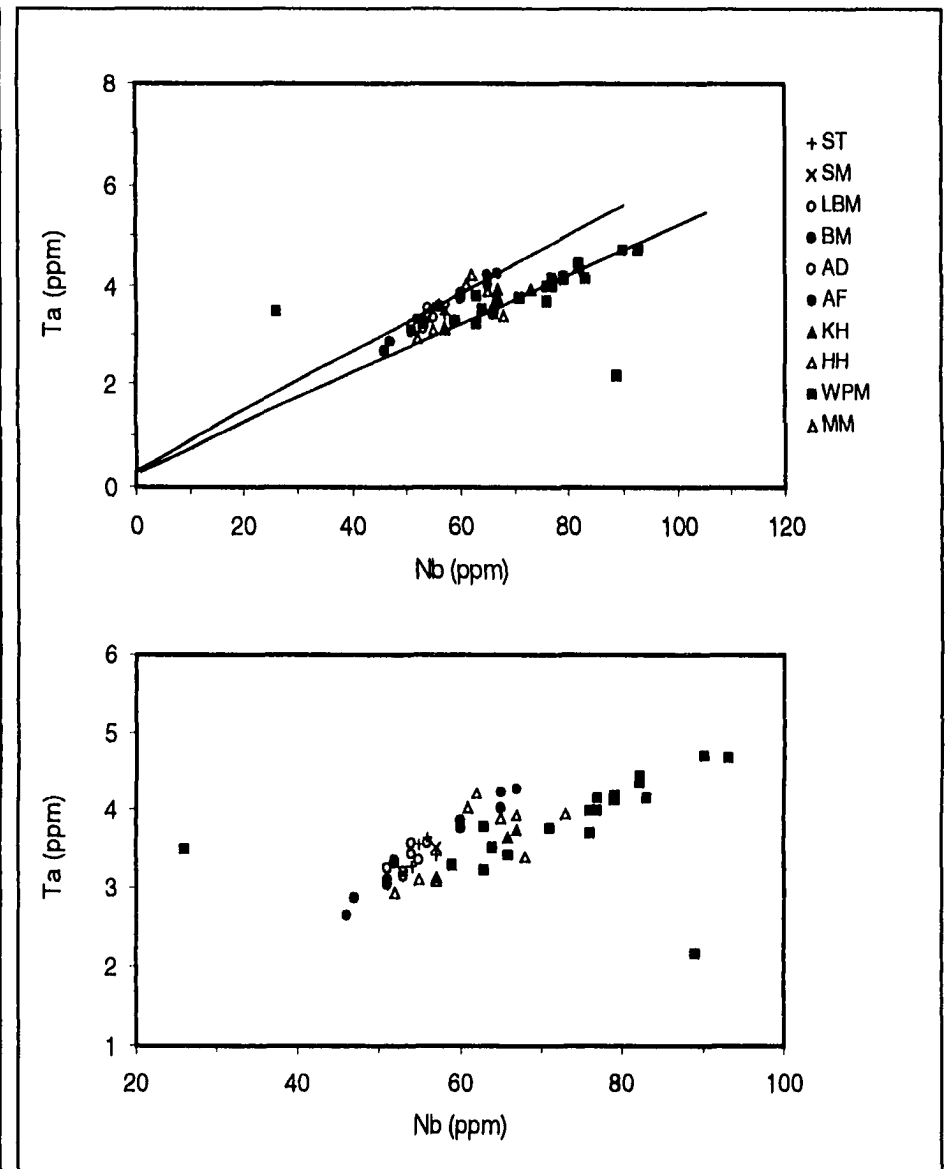 8
6
4
2
0
Ta (ppm)
0 20 40 60 80 100 120
Nb (ppm)
+ ST
x SM
o LBM
● BM
o AD
● AF
▲ KH
△ HH
■ WPM
△ MM
6
5
4
3
2
1
Ta (ppm)
20 40 60 80 100
Nb (ppm)